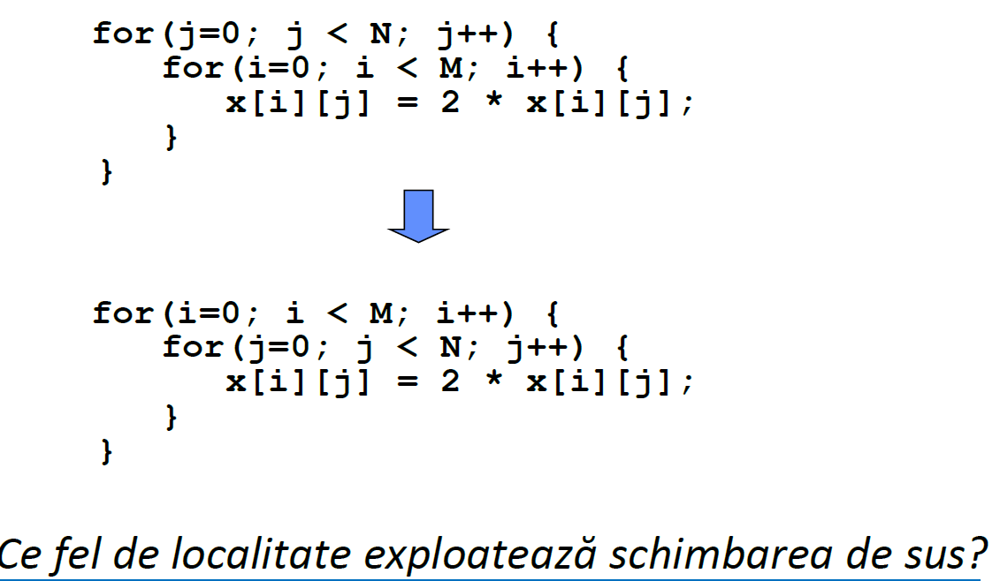 for(j=0; j < N; j++) {
for(i=0; i < M; i++) {
x[i][j] = 2 * x[i][j];
}
}
for(i=0; i < M; i++) {
for(j=0; j < N; j++) {
x[i][j] = 2 * x[i][j];
}
}
Ce fel de localitate exploatează schimbarea de sus?